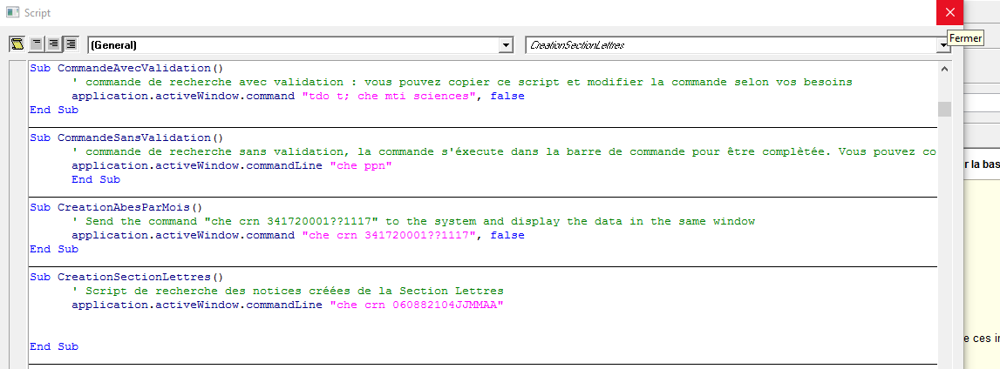 Script
Fermer
(General)
CreationSectionLettres
Sub CommandeAvecValidation()
' commande de recherche avec validation : vous pouvez copier ce script et modifier la commande selon vos besoins
application.activeWindow.command "tdo t; che mti sciences", false
End Sub
Sub CommandeSansValidation()
' commande de recherche sans validation, la commande s'éxecute dans la barre de commande pour être complètée. Vous pouvez co
application.activeWindow.commandLine "che ppn"
End Sub
r la bas
Sub CreationAbesParMois()
' Send the command "che crn 341720001??1117" to the system and display the data in the same window
application.activeWindow.command "che crn 341720001??1117", false
End Sub
Sub CreationSectionLettres()
' Script de recherche des notices créées de la Section Lettres
application.activeWindow.commandLine "che crn 060882104JJMMAA"
e ces i
End Sub